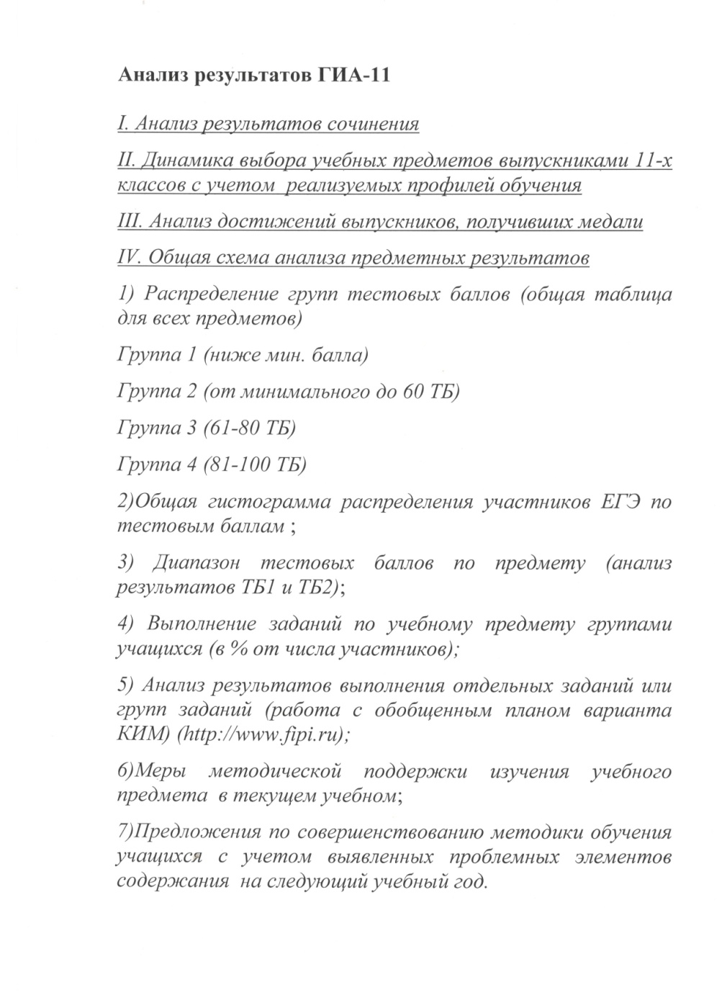 Анализ результатов ГИА-11
I. Анализ результатов сочинения
II. Динамика выбора учебных предметов выпускниками 11-х
классов с учетом  реализуемых профилей обучения
III. Анализ достижений выпускников, получивших медали
IV. Общая схема анализа предметных результатов
1) Распределение групп тестовых баллов (общая таблица
для всех предметов)
Группа 1 (ниже мин. балла)
Группа 2 (от минимального до 60 ТБ)
Группа 3 (61-80 ТБ)
Группа 4 (81-100 ТБ)
2)Общая гистограмма распределения участников ЕГЭ по
тестовым баллам ;
3) Диапазон тестовых баллов по предмету (анализ
результатов ТБ1 и ТБ2);
4) Выполнение заданий по учебному предмету группами
учащихся (в % от числа участников);
5) Анализ результатов выполнения отдельных заданий или
групп заданий (работа с обобщенным планом варианта
КИМ) (http://www.fipi.ru);
6)Меры методической поддержки изучения учебного
предмета  в текущем учебном;
7)Предложения по совершенствованию методики обучения
учащихся с учетом выявленных проблемных элементов
содержания  на следующий учебный год.